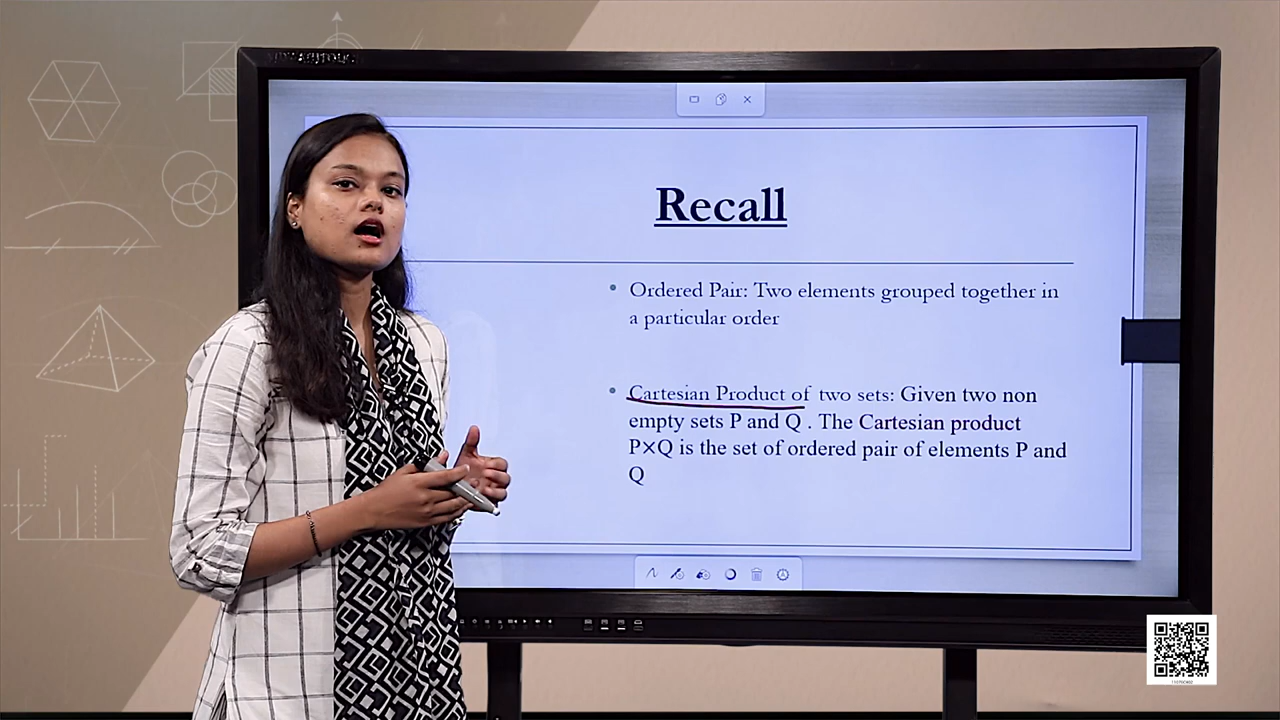 Recall
Ordered Pair: Two elements grouped together in
a particular order
Cartesian Product of two sets: Given two non
empty sets P and Q . The Cartesian product
P×Q is the set of ordered pair of elements P and
Q